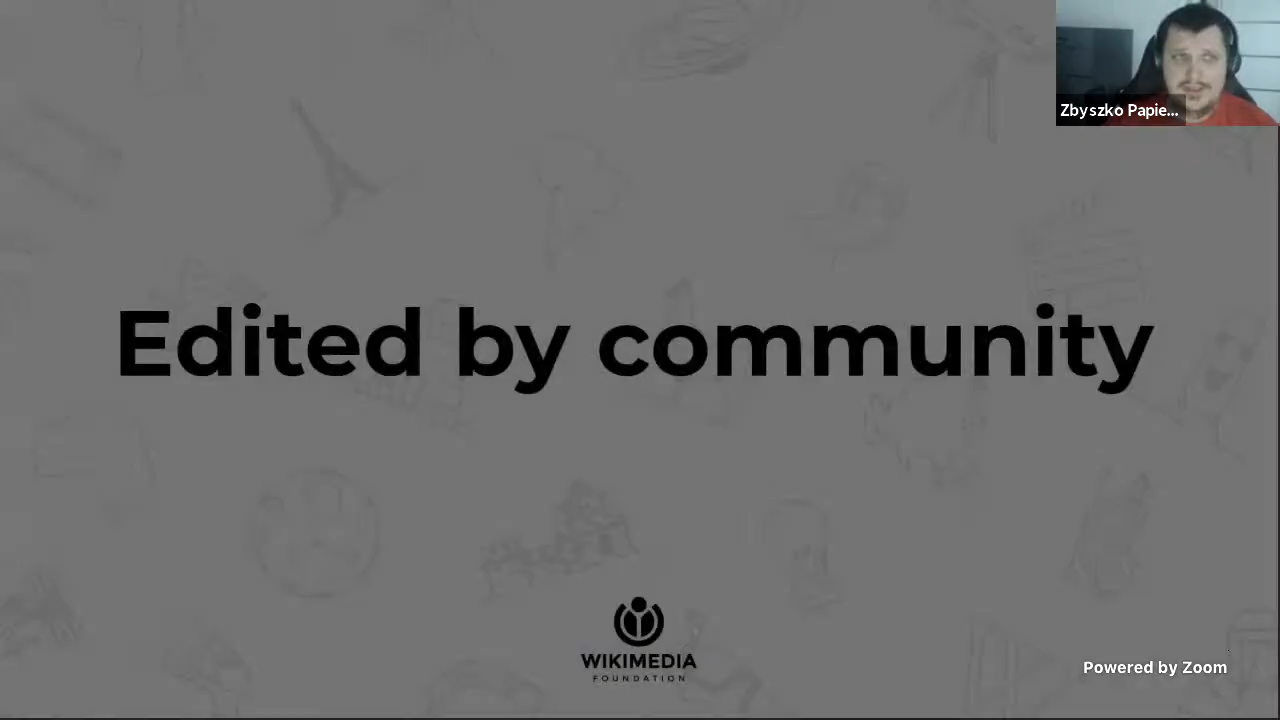 Zbyszko Papie...
Edited by community
WIKIMEDIA
FOUNDATION
Powered by Zoom